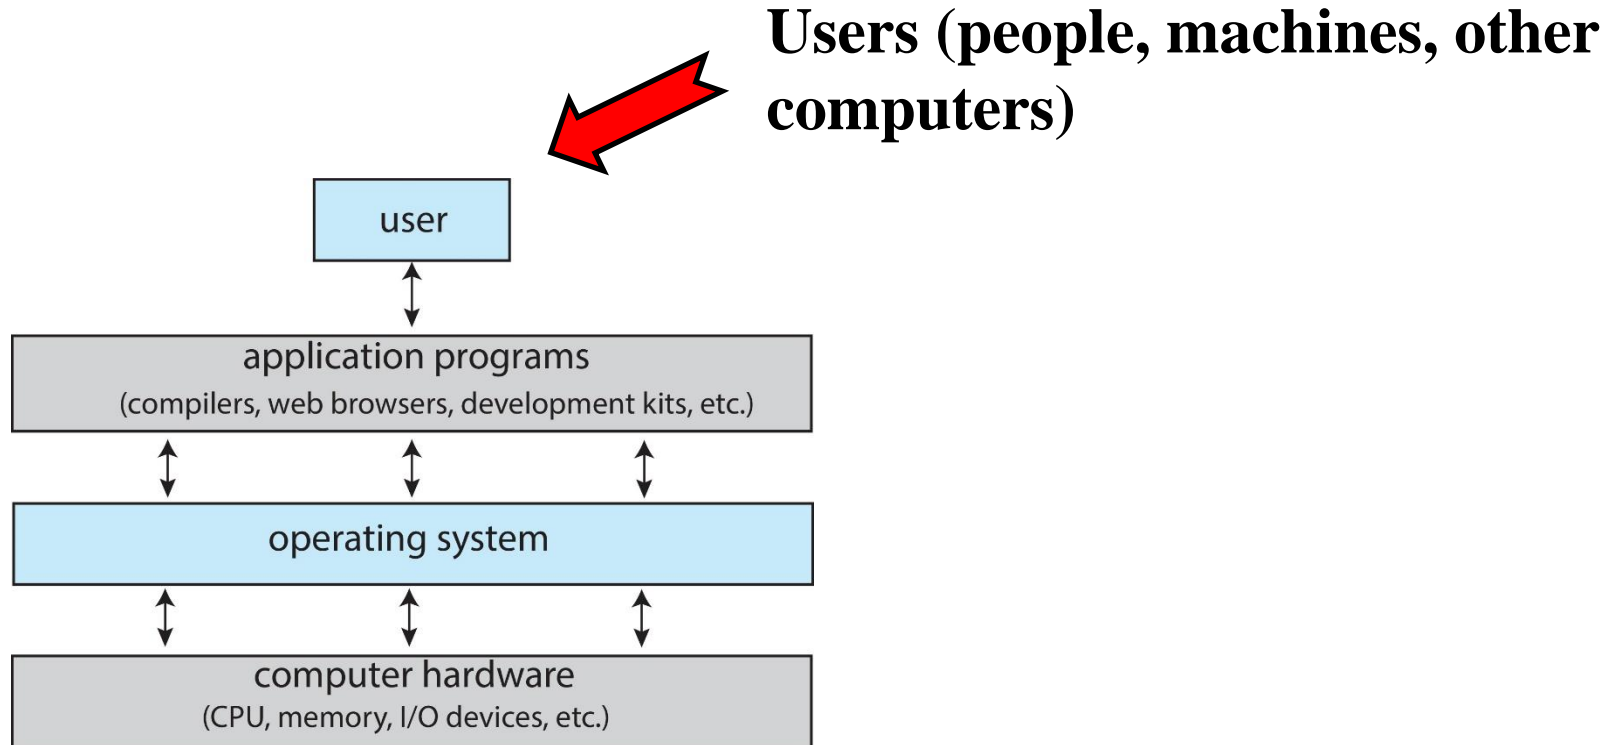 Users (people, machines, other
computers)
user
application programs
(compilers, web browsers, development kits, etc.)
operating system
computer hardware
(CPU, memory, I/O devices, etc.)